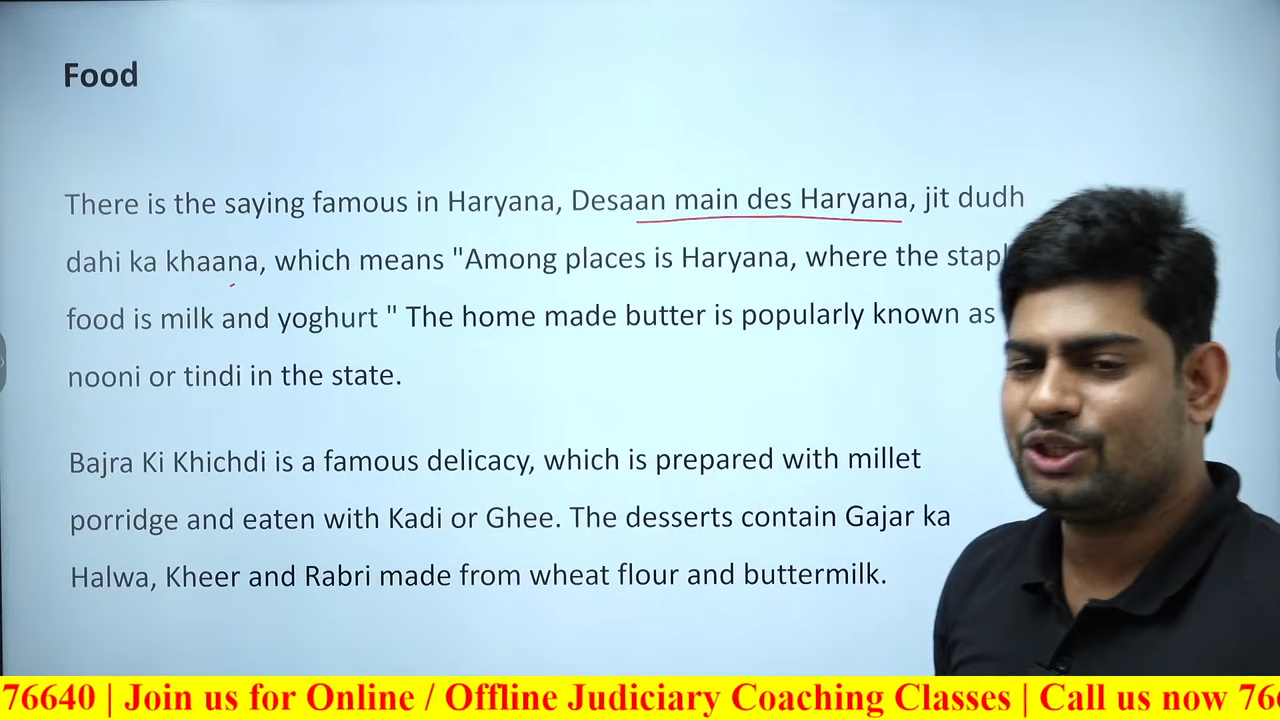 Food
There is the saying famous in Haryana, Desaan main des Haryana, jit dudh
dahi ka khaana, which means "Among places is Haryana, where the
food is milk and yoghurt " The home made butter is popularly known as
nooni or tindi in the state.
Bajra Ki Khichdi is a famous delicacy, which is prepared with millet
porridge and eaten with Kadi or Ghee. The desserts contain Gajar ka
Halwa, Kheer and Rabri made from wheat flour and buttermilk.
76640 | Join us for Online / Offline Judiciary Coaching Classes | Call us now